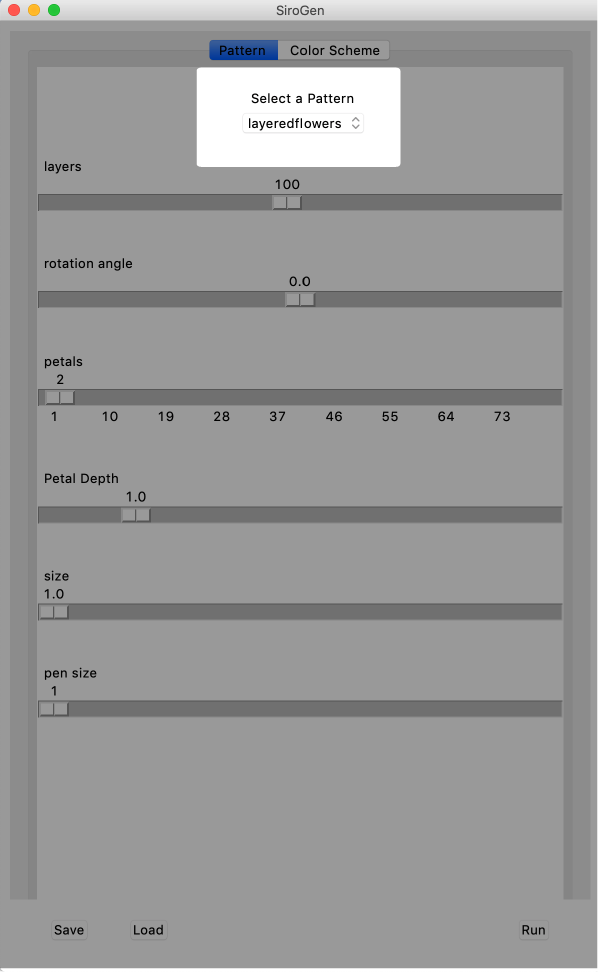 SiroGen
Pattern Color Scheme
Select a Pattern
layeredflowers
layers
100
rotation angle
0.0
petals
2
1 10 19 28 37 46 55 64 73
Petal Depth
1.0
size
1.0
pen size
1
Save Load Run